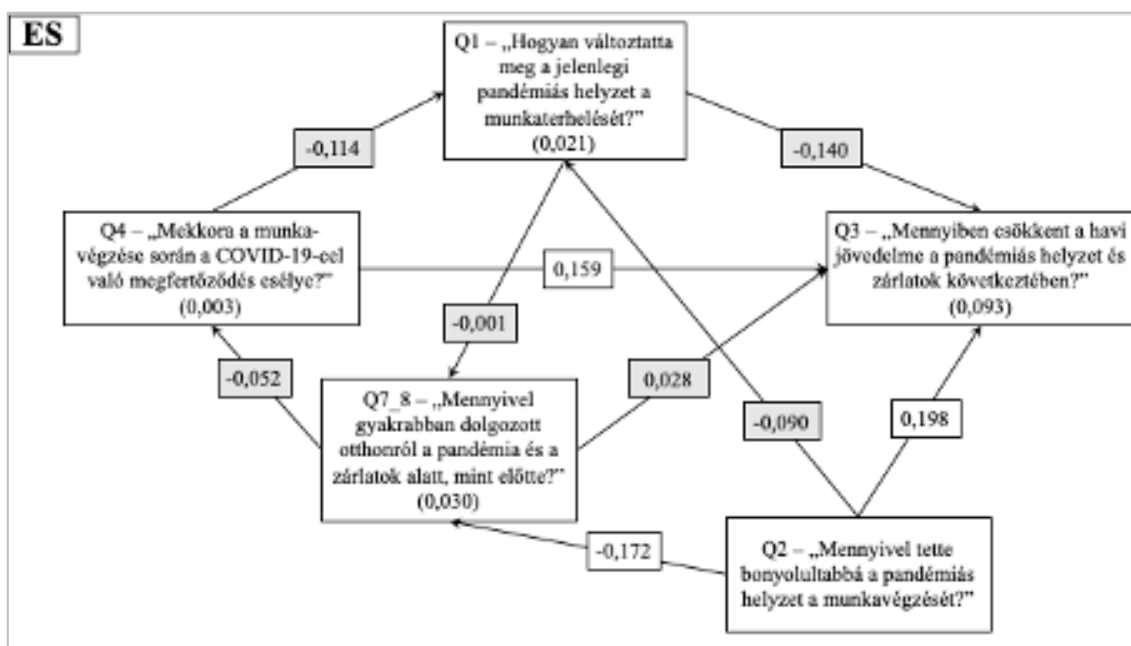 ES
Q1 – „Hogyan változtatta
meg a jelenlegi
pandémiás helyzet a
munkaterhelését?”
(0,021)
-0,114
-0,140
Q4 – „Mekkora a munka-
végzése során a COVID-19-cel
való megfertőződés esélye?”
(0,003)
Q3 – „Mennyiben csökkent a havi
jövedelme a pandémiás helyzet és
zárlatok következtében?”
(0,093)
0,159
-0,001
-0,052
0,028
-0,090
0,198
Q7_8 – „Mennyivel
gyakrabban dolgozott
otthonról a pandémia és a
zárlatok alatt, mint előtte?”
(0,030)
-0,172
Q2 – „Mennyivel tette
bonyolultabbá a pandémiás
helyzet a munkavégzését?”